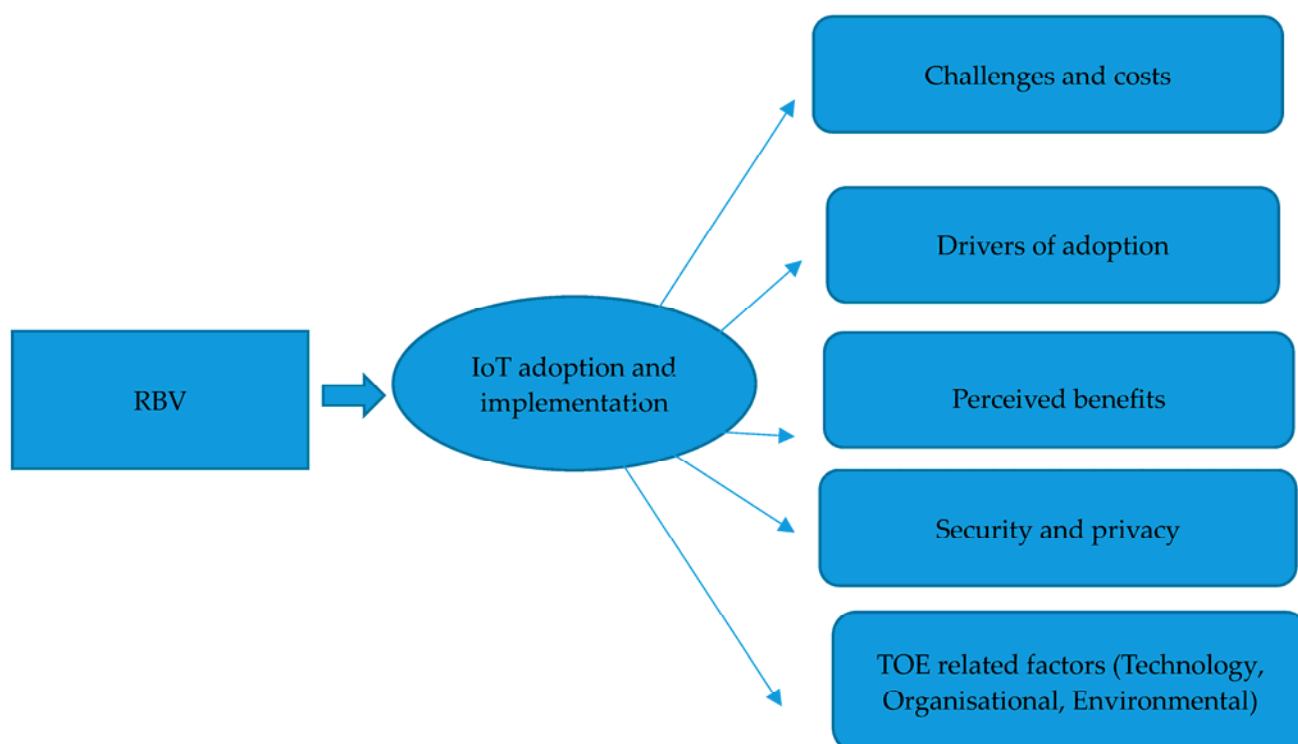 Challenges and costs
Drivers of adoption
RBV
IoT adoption and
implementation
Perceived benefits
Security and privacy
TOE related factors (Technology,
Organisational, Environmental)